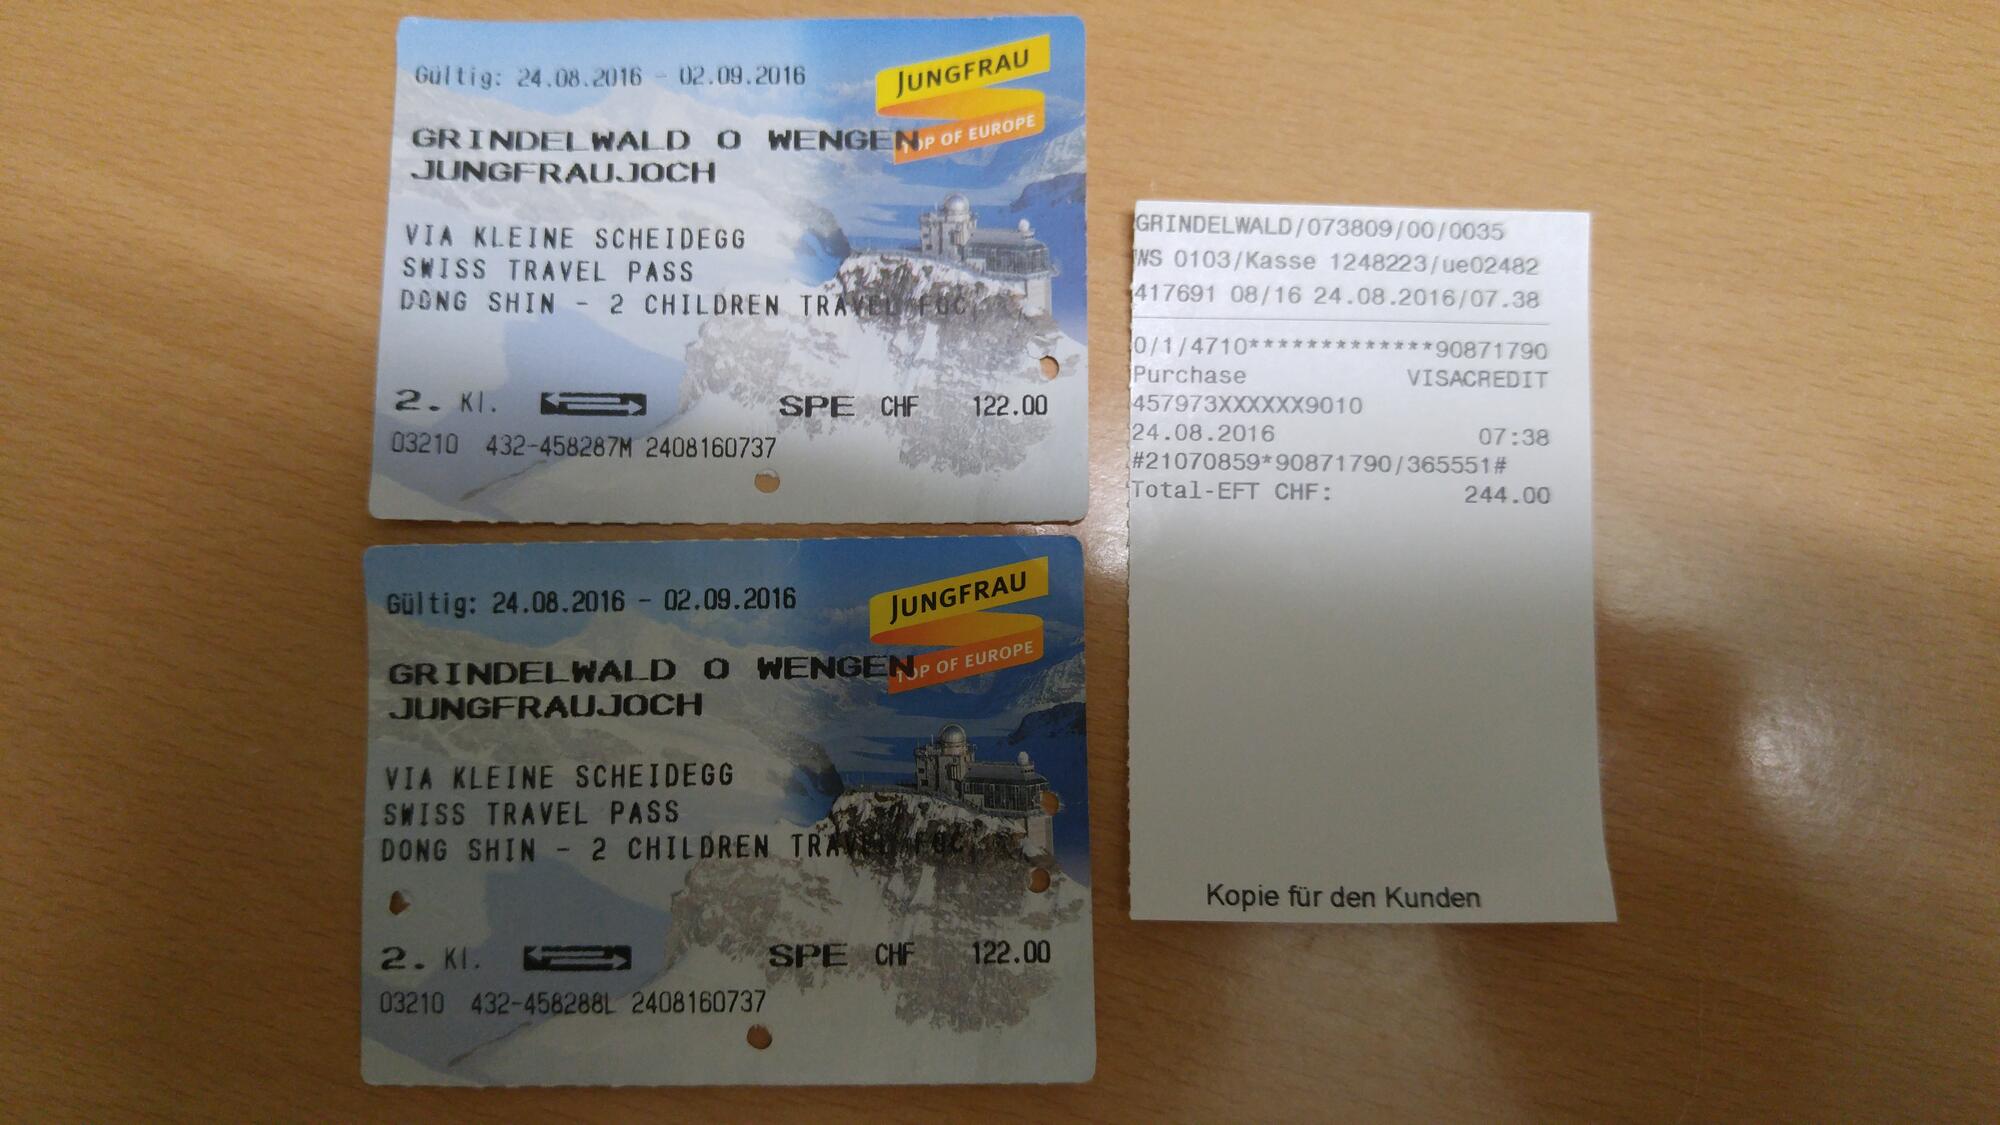 Gültig: 24.08.2016 - 02.09.2016
JUNGFRAU
TOP OF EUROPE
GRINDELWALD O WENGEN
JUNGFRAUJOCH
VIA KLEINE SCHEIDEGG
SWISS TRAVEL PASS
DONG SHIN - 2 CHILDREN TRAVEL FOC
2. Kl.
SPE CHF 122.00
03210 432-458287M 2408160737
Gültig: 24.08.2016 - 02.09.2016
JUNGFRAU
TOP OF EUROPE
GRINDELWALD O WENGEN
JUNGFRAUJOCH
VIA KLEINE SCHEIDEGG
SWISS TRAVEL PASS
DONG SHIN - 2 CHILDREN TRAVEL FOC
2. Kl.
SPE CHF 122.00
03210 432-458288L 2408160737
GRINDELWALD/073809/00/0035
WS 0103/Kasse 1248223/ue02482
417691 08/16 24.08.2016/07.38
0/1/4710*************90871790
Purchase VISACREDIT
457973XXXXXX9010
24.08.2016 07:38
#21070859*90871790/365551#
Total-EFT CHF: 244.00
Kopie für den Kunden